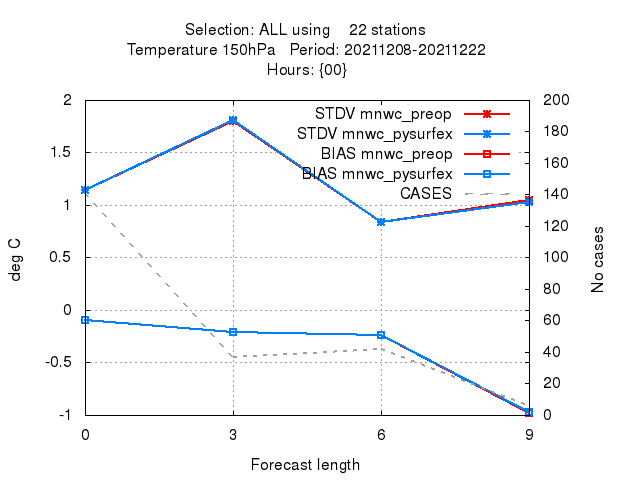 Selection: ALL using    22 stations
Temperature 150hPa   Period: 20211208-20211222
Hours: {00}
2
1.5
1
0.5
0
-0.5
-1
deg C
STDV mnwc_preop
STDV mnwc_pysurfex
BIAS mnwc_preop
BIAS mnwc_pysurfex
CASES
200
180
160
140
120
100
80
60
40
20
0
No cases
0 3 6 9
Forecast length